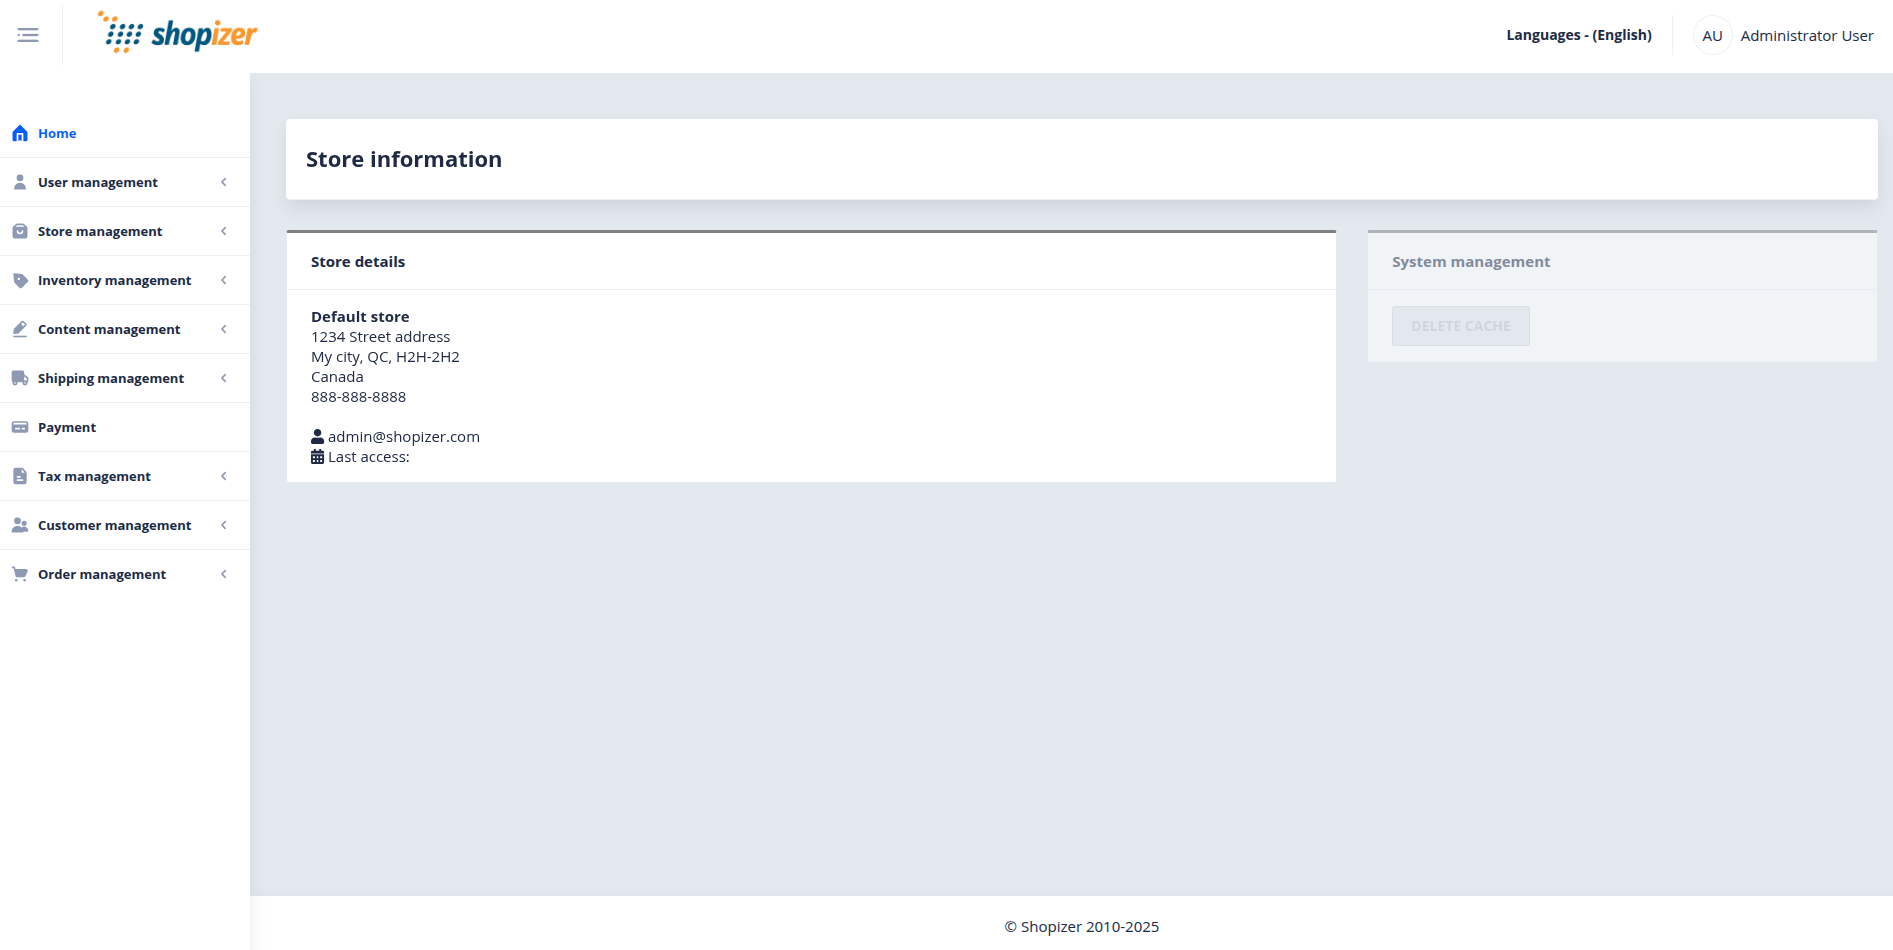 shopizer
Languages - (English)
AU Administrator User
Home
User management
Store management
Inventory management
Content management
Shipping management
Payment
Tax management
Customer management
Order management
Store information
Store details
Default store
1234 Street address
My city, QC, H2H-2H2
Canada
888-888-8888
admin@shopizer.com
Last access:
System management
DELETE CACHE
© Shopizer 2010-2025